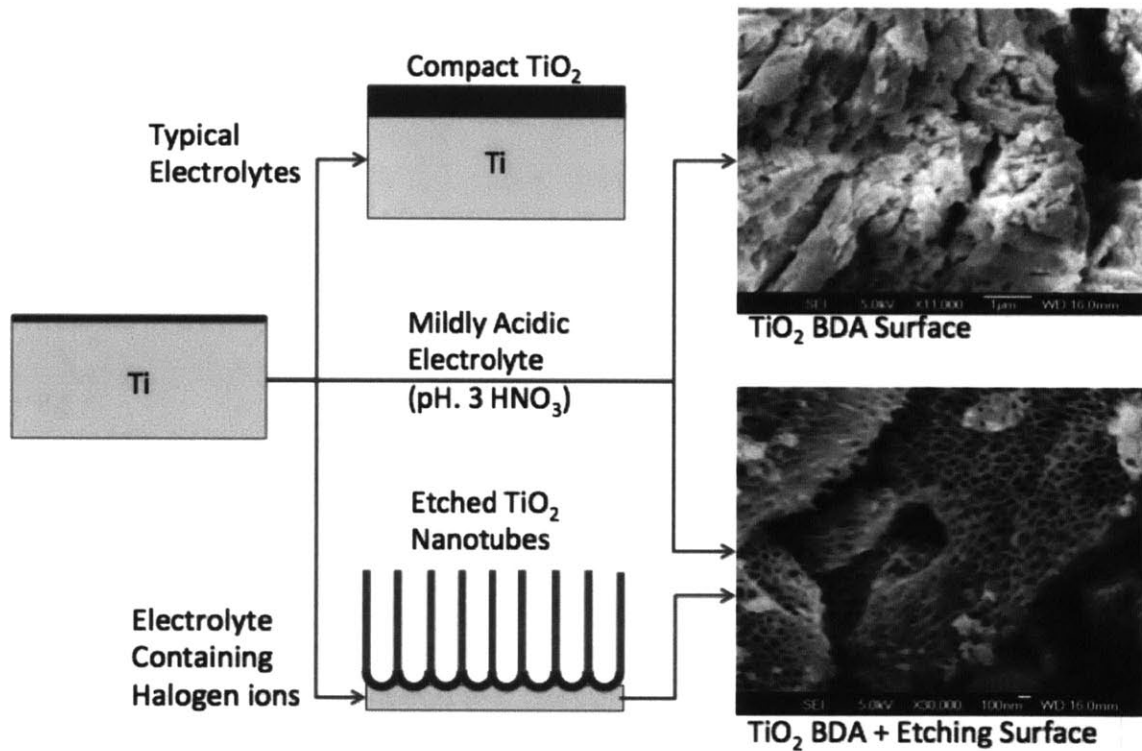 Compact TiO₂
Typical
Electrolytes
Ti
SEI 5.0kV X11,000 1μm WD 16.0mm
TiO₂ BDA Surface
Ti
Mildly Acidic
Electrolyte
(pH. 3 HNO₃)
Etched TiO₂
Nanotubes
Electrolyte
Containing
Halogen ions
SEI 5.0kV X30,000 100nm WD 16.0mm
TiO₂ BDA + Etching Surface